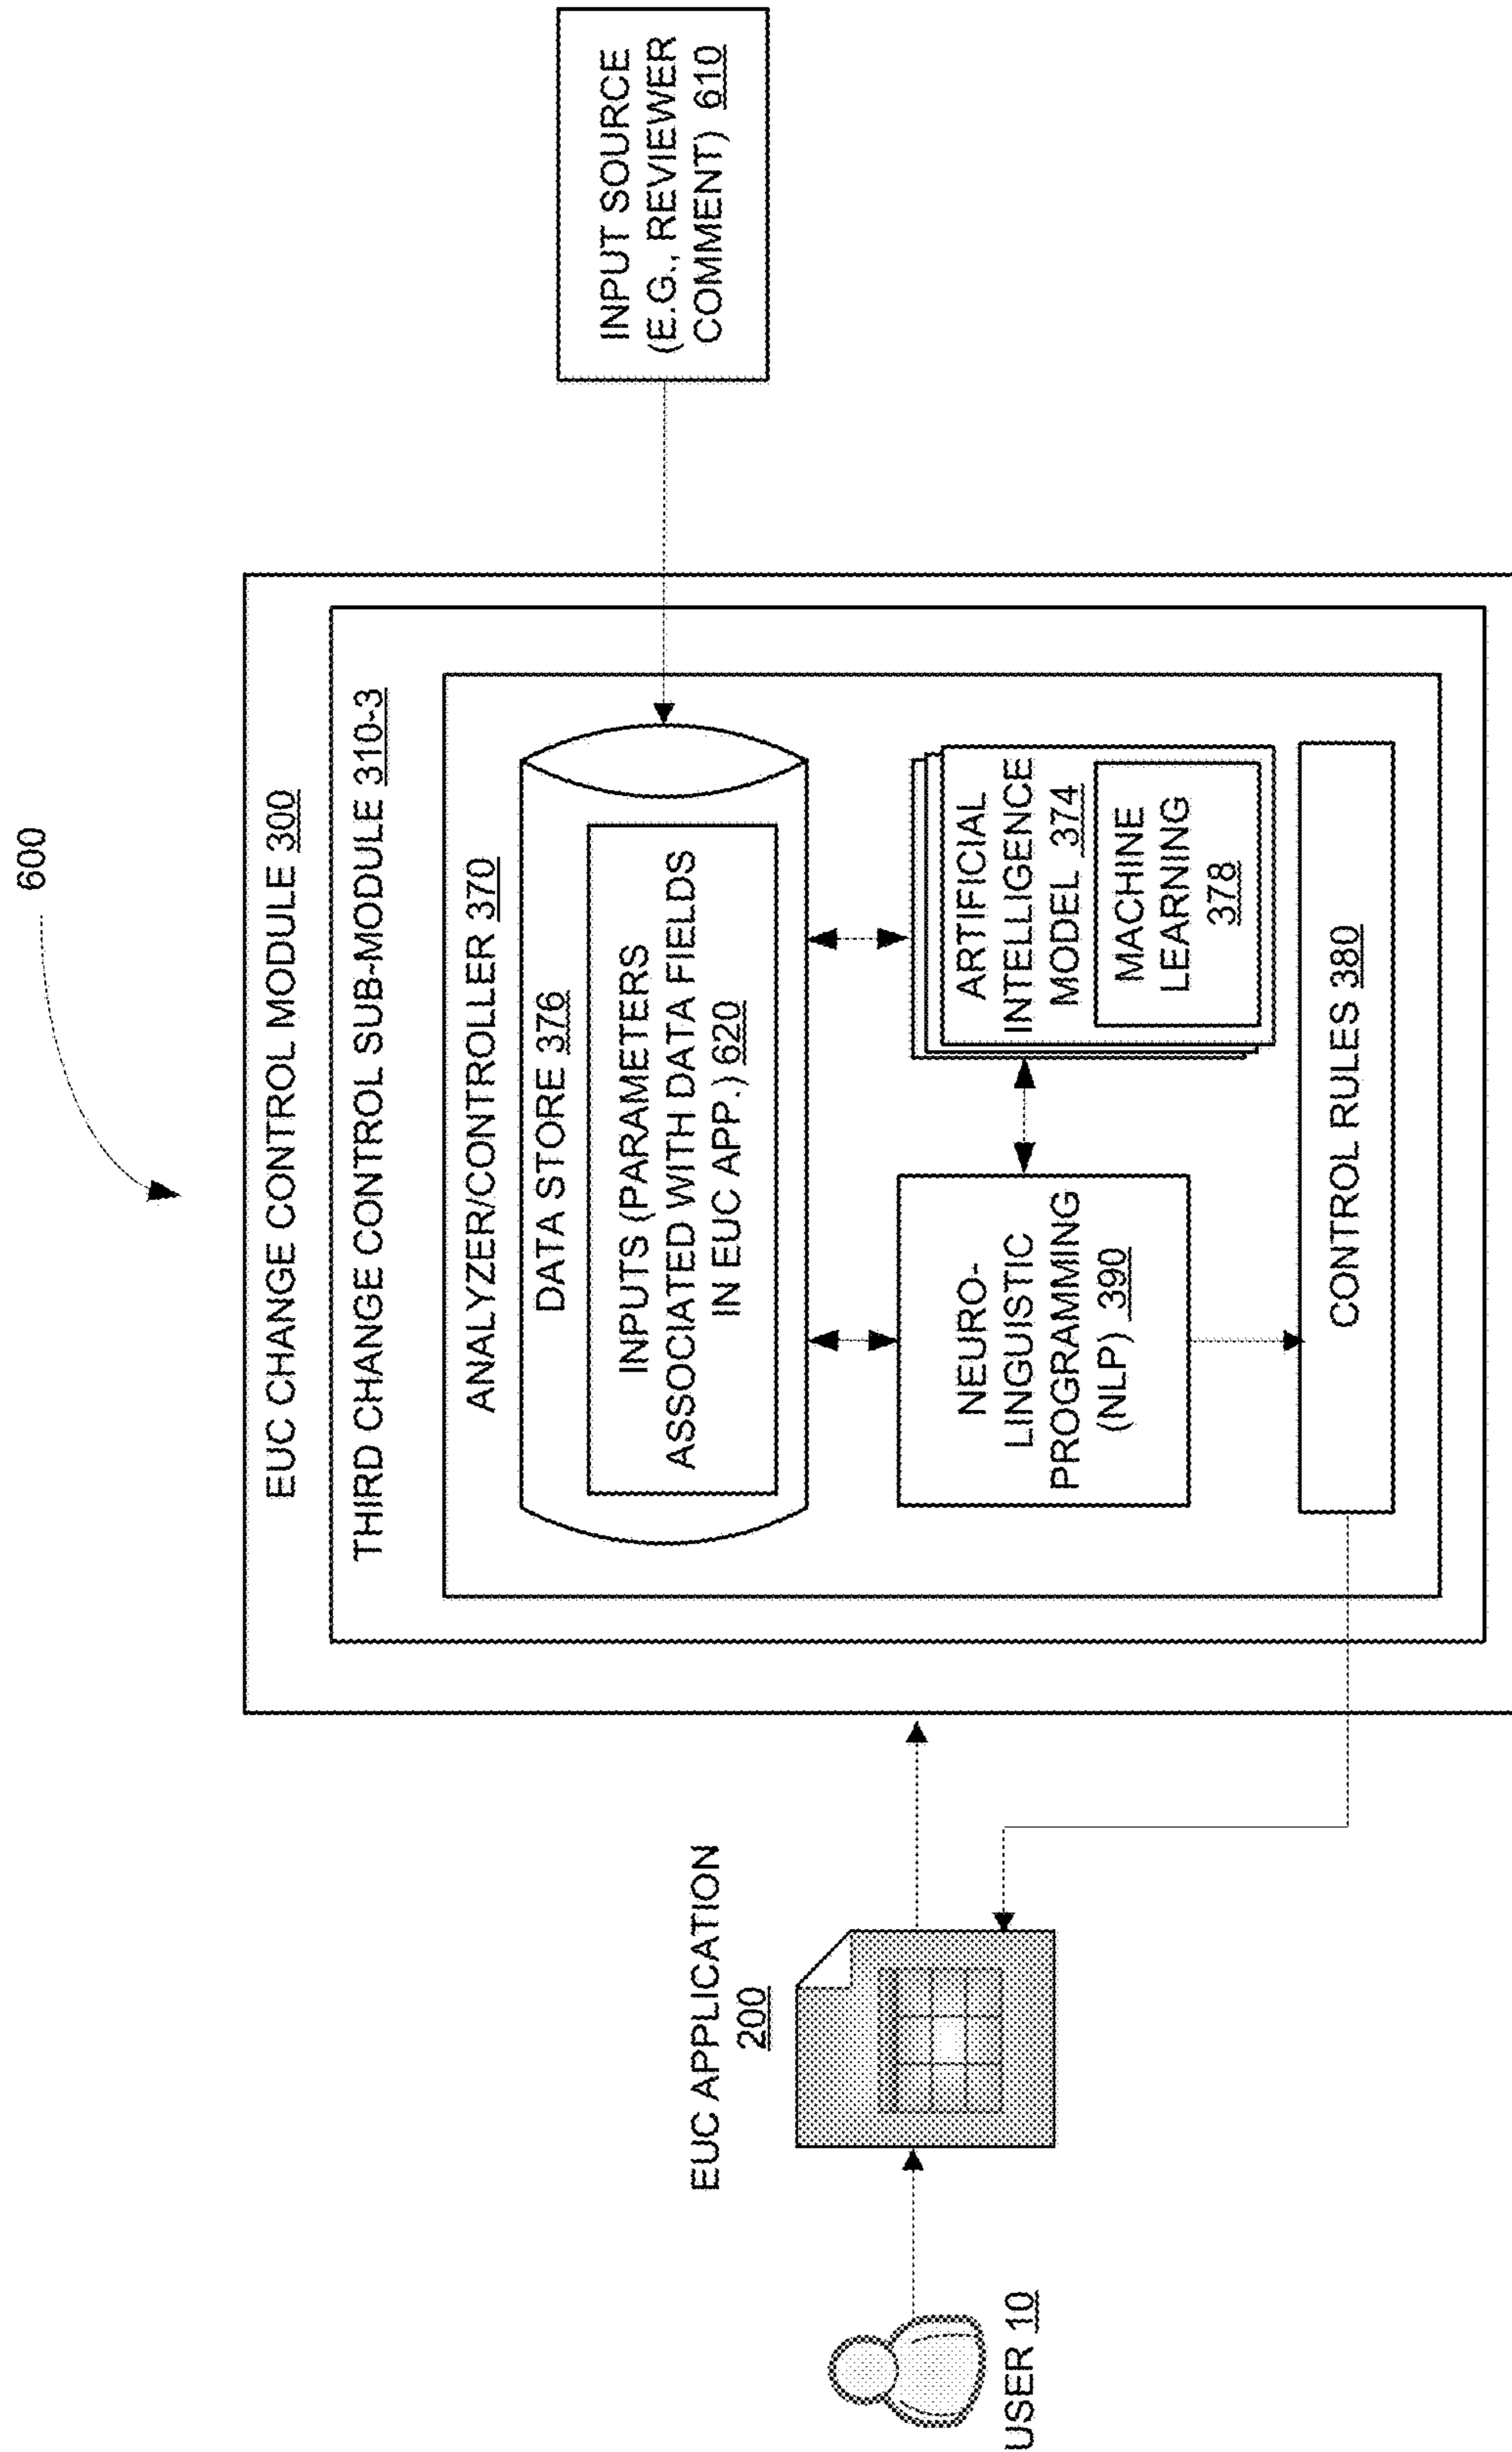 600
EUC CHANGE CONTROL MODULE 300
THIRD CHANGE CONTROL SUB-MODULE 310-3
ANALYZER/CONTROLLER 370
DATA STORE 376
INPUTS (PARAMETERS
ASSOCIATED WITH DATA FIELDS
IN EUC APP.) 620
NEURO-
LINGUISTIC
PROGRAMMING
(NLP) 390
ARTIFICIAL
INTELLIGENCE
MODEL 374
MACHINE
LEARNING
378
CONTROL RULES 380
INPUT SOURCE
(E.G., REVIEWER
COMMENT) 610
EUC APPLICATION
200
USER 10